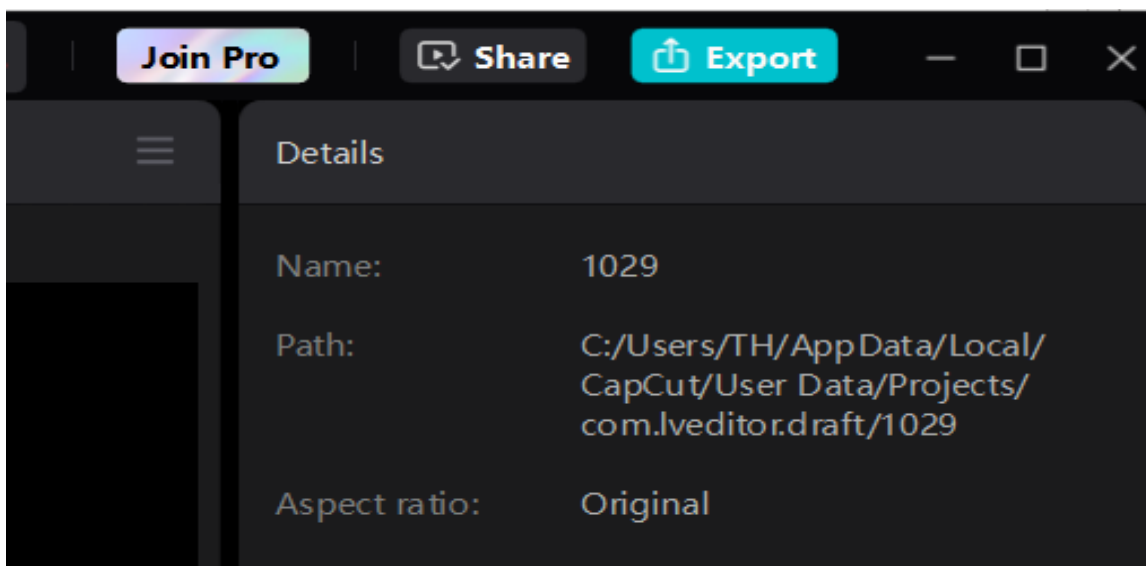 Join Pro
Share
Export
Details
Name: 1029
Path: C:/Users/TH/AppData/Local/
CapCut/User Data/Projects/
com.lveditor.draft/1029
Aspect ratio: Original